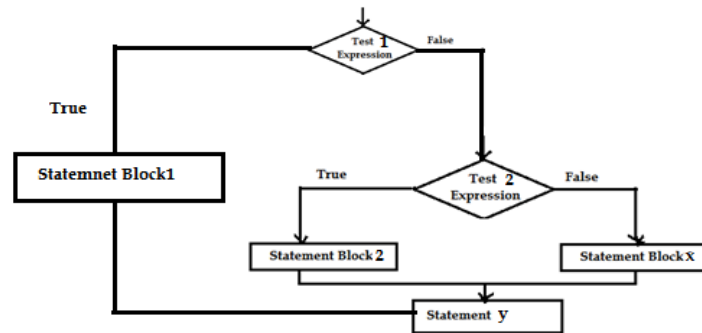 Test 1
Expression
False
True
Statemnet Block1
Test 2
Expression
True
False
Statement Block 2
Statement Block x
Statement y